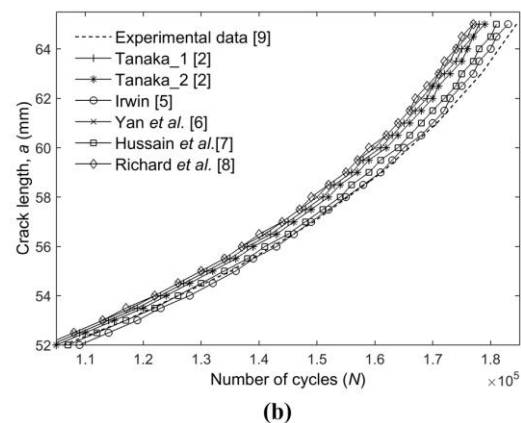 Crack length, a (mm)
64
62
60
58
56
54
52
Experimental data [9]
Tanaka_1 [2]
Tanaka_2 [2]
Irwin [5]
Yan et al. [6]
Hussain et al.[7]
Richard et al. [8]
1.1 1.2 1.3 1.4 1.5 1.6 1.7 1.8
Number of cycles (N)
×10⁵
(b)